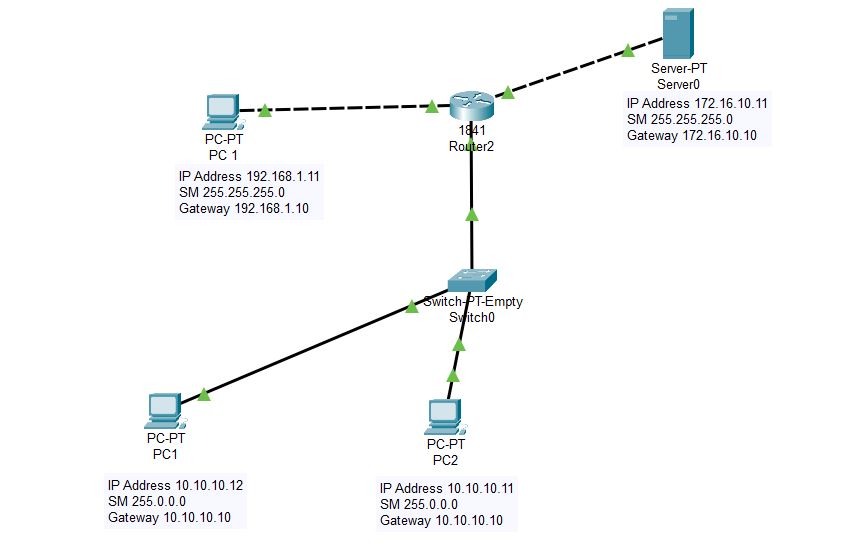 Server-PT
Server0
IP Address 172.16.10.11
SM 255.255.255.0
Gateway 172.16.10.10
1841
Router2
PC-PT
PC 1
IP Address 192.168.1.11
SM 255.255.255.0
Gateway 192.168.1.10
Switch-PT-Empty
Switch0
PC-PT
PC1
IP Address 10.10.10.12
SM 255.0.0.0
Gateway 10.10.10.10
PC-PT
PC2
IP Address 10.10.10.11
SM 255.0.0.0
Gateway 10.10.10.10